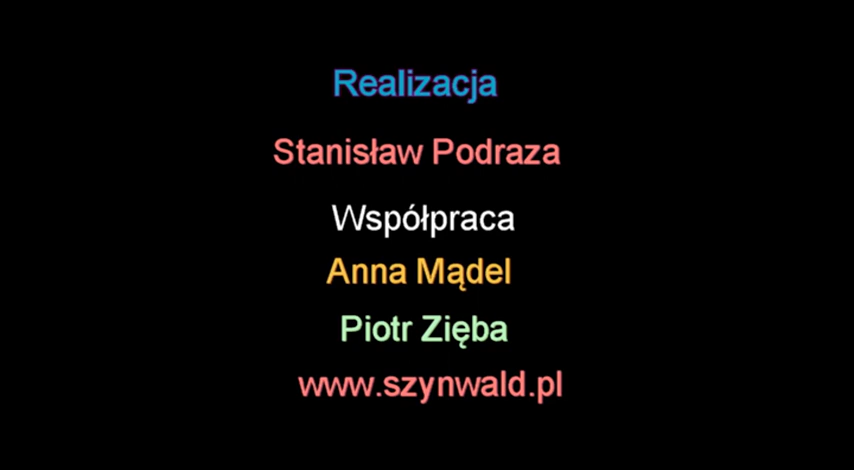 Realizacja
Stanisław Podraza
Współpraca
Anna Mądel
Piotr Zięba
www.szynwald.pl